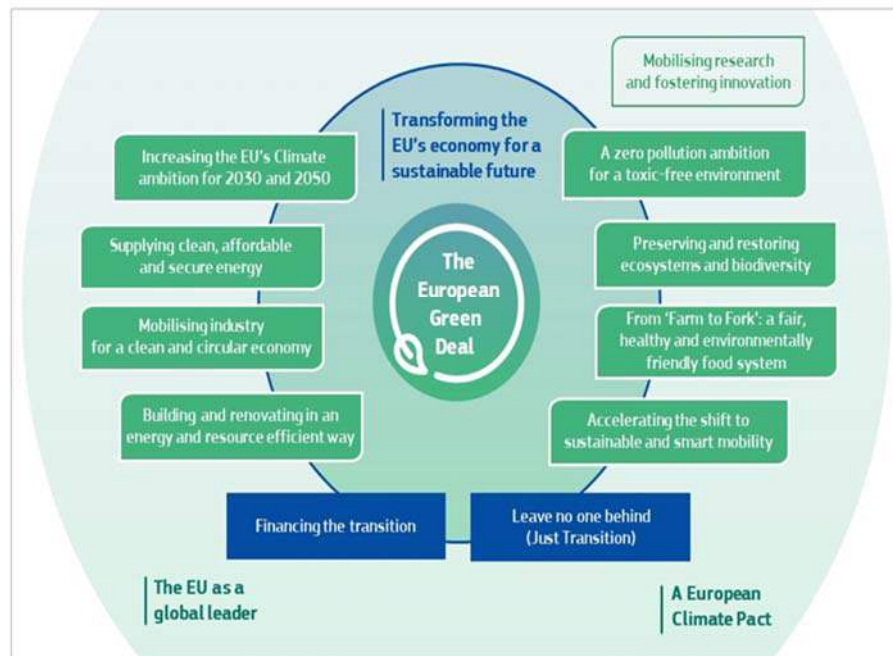 Mobilising research
and fostering innovation
Transforming the
EU's economy for a
sustainable future
Increasing the EU's Climate
ambition for 2030 and 2050
A zero pollution ambition
for a toxic-free environment
Supplying clean, affordable
and secure energy
Preserving and restoring
ecosystems and biodiversity
The
European
Green
Deal
Mobilising industry
for a clean and circular economy
From ‘Farm to Fork’: a fair,
healthy and environmentally
friendly food system
Building and renovating in an
energy and resource efficient way
Accelerating the shift to
sustainable and smart mobility
Financing the transition
Leave no one behind
(Just Transition)
The EU as a
global leader
A European
Climate Pact